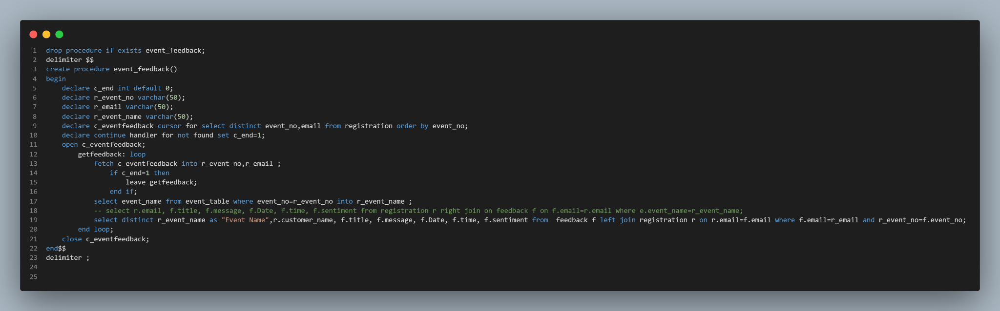 1 drop procedure if exists event_feedback;
2 delimiter $$
3 create procedure event_feedback()
4 begin
5     declare c_end int default 0;
6     declare r_event_no varchar(50);
7     declare r_email varchar(50);
8     declare r_event_name varchar(50);
9     declare c_eventfeedback cursor for select distinct event_no,email from registration order by event_no;
10     declare continue handler for not found set c_end=1;
11     open c_eventfeedback;
12         getfeedback: loop
13             fetch c_eventfeedback into r_event_no,r_email ;
14                 if c_end=1 then
15                     leave getfeedback;
16                 end if;
17             select event_name from event_table where event_no=r_event_no into r_event_name ;
18             -- select r.email, f.title, f.message, f.Date, f.time, f.sentiment from registration r right join on feedback f on f.email=r.email where e.event_name=r_event_name;
19             select distinct r_event_name as "Event Name",r.customer_name, f.title, f.message, f.Date, f.time, f.sentiment from  feedback f left join registration r on r.email=f.email where f.email=r_email and r_event_no=f.event_no;
20         end loop;
21     close c_eventfeedback;
22 end$$
23 delimiter ;
24
25